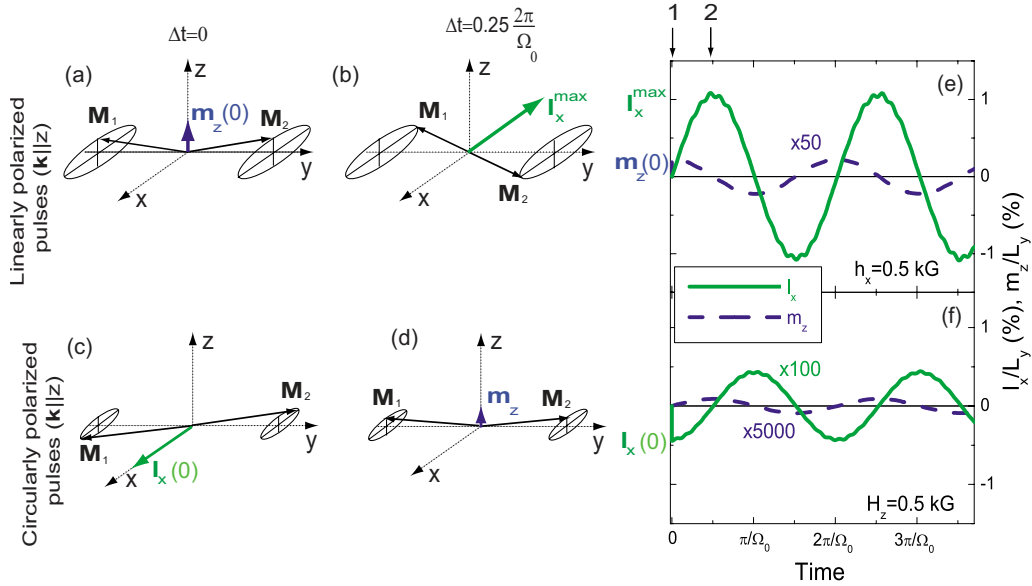 Δt=0
Δt=0.25 2π/Ω₀
1 2
Linearly polarized
pulses (k||z)
(a)
z
M₁
m_z(0)
M₂
y
x
(b)
z
l_x^max
M₁
M₂
y
x
(e)
l_x^max
1
x50
m_z(0)
0
-1
h_x=0.5 kG
l_x
m_z
Circularly polarized
pulses (k||z)
(c)
z
M₂
y
M₁
x
l_x(0)
(d)
z
M₁
m_z
M₂
y
x
(f)
1
x100
0
x5000
l_x(0)
-1
H_z=0.5 kG
0 π/Ω₀ 2π/Ω₀ 3π/Ω₀
Time
l_x/L_y (%), m_z/L_y (%)